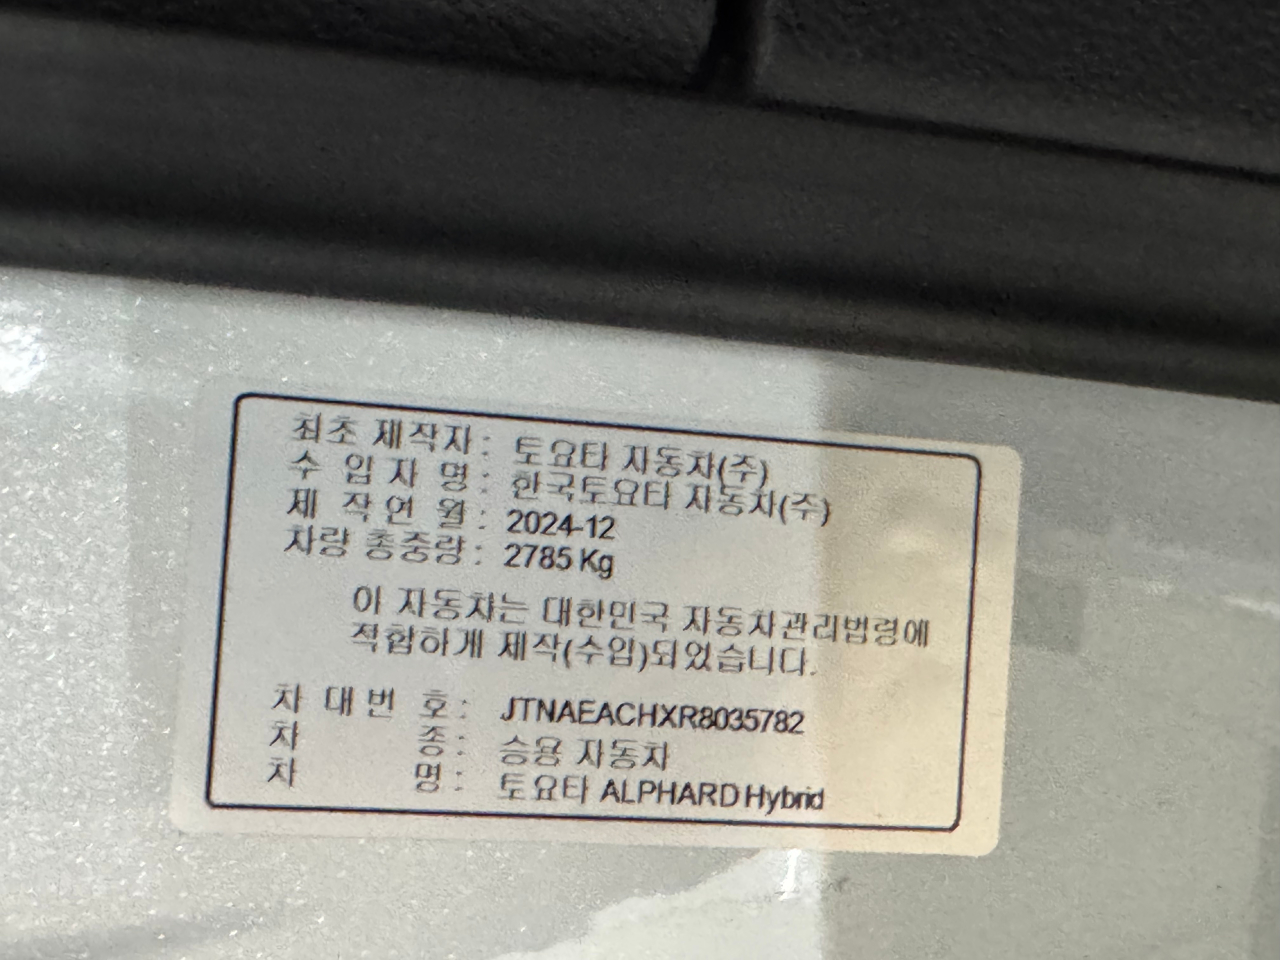 최초 제작자 : 토요타 자동차(주)
수 입 자 명 : 한국토요타 자동차(주)
제 작 연 월 : 2024-12
차량 총중량 : 2785 Kg
이 자동차는 대한민국 자동차관리법령에
적합하게 제작(수입)되었습니다.
차 대 번 호 : JTNAEACHXR8035782
차 종 : 승용 자동차
차 명 : 토요타 ALPHARD Hybrid